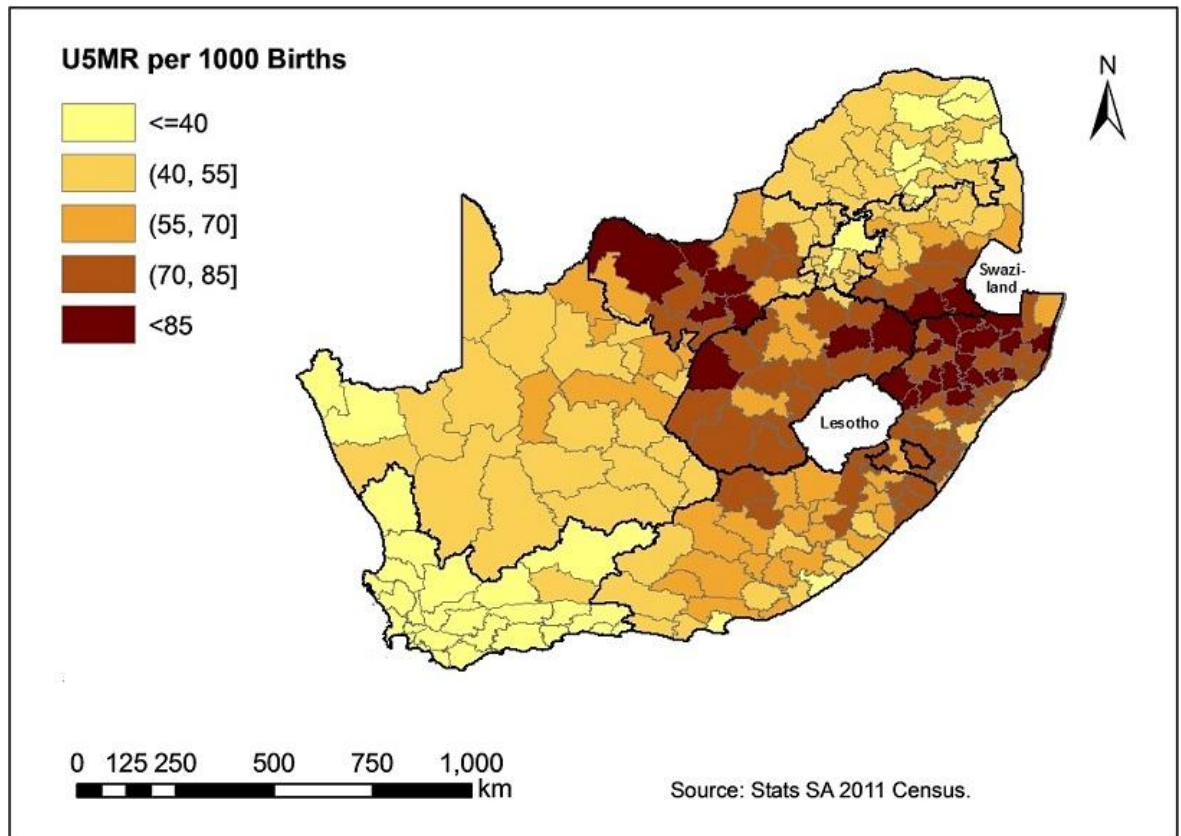 U5MR per 1000 Births
<=40
(40, 55]
(55, 70]
(70, 85]
<85
N
Swazi-
land
Lesotho
0 125 250 500 750 1,000
km
Source: Stats SA 2011 Census.